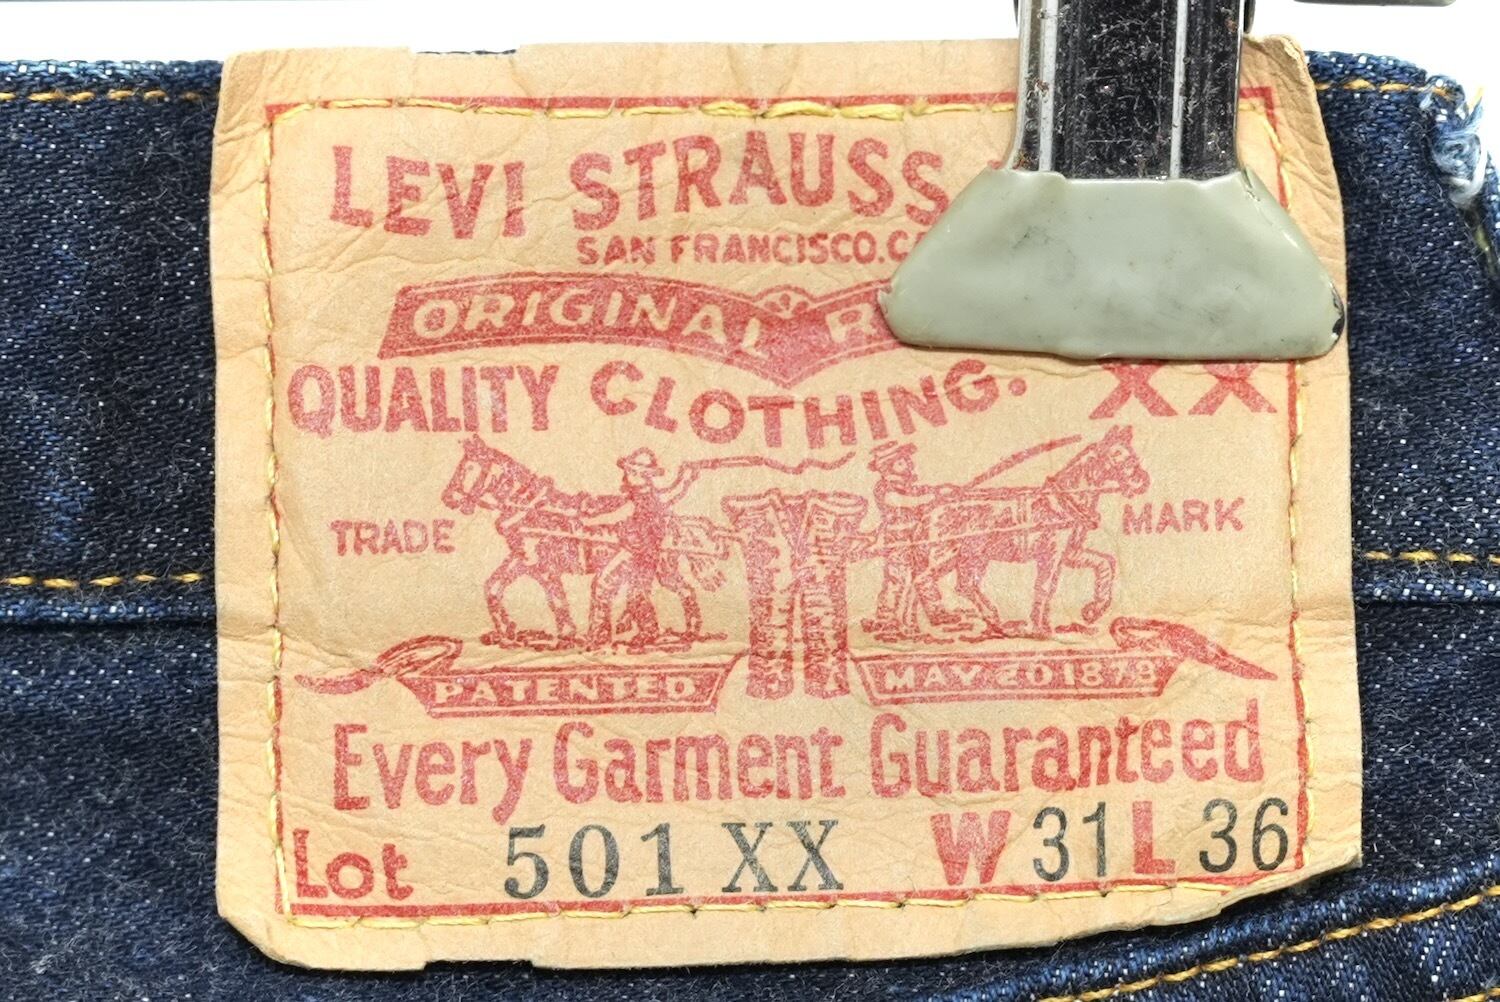 LEVI STRAUSS
SAN FRANCISCO.C
ORIGINAL R
QUALITY CLOTHING. XX
TRADE MARK
PATENTED MAY 20 1873
Every Garment Guaranteed
Lot 501 XX W 31 L 36